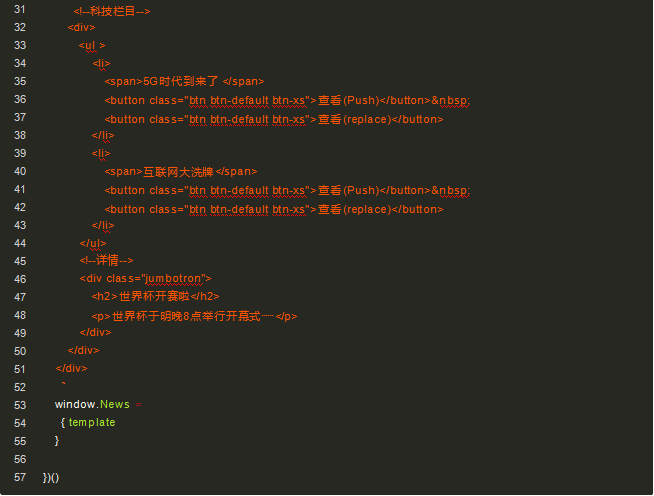 31 <!--科技栏目-->
32 <div>
33 <ul >
34 <li>
35 <span>5G时代到来了 </span>
36 <button class="btn btn-default btn-xs">查看(Push)</button>&nbsp;
37 <button class="btn btn-default btn-xs">查看(replace)</button>
38 </li>
39 <li>
40 <span>互联网大洗牌</span>
41 <button class="btn btn-default btn-xs">查看(Push)</button>&nbsp;
42 <button class="btn btn-default btn-xs">查看(replace)</button>
43 </li>
44 </ul>
45 <!--详情-->
46 <div class="jumbotron">
47 <h2>世界杯开赛啦</h2>
48 <p>世界杯于明晚8点举行开幕式······</p>
49 </div>
50 </div>
51 </div>
52 `
53 window.News =
54 { template
55 }
56
57 })()